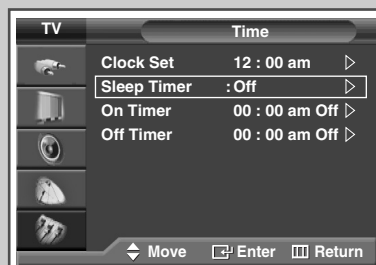 TV Time
Clock Set 12 : 00 am
Sleep Timer : Off
On Timer 00 : 00 am Off
Off Timer 00 : 00 am Off
Move Enter Return